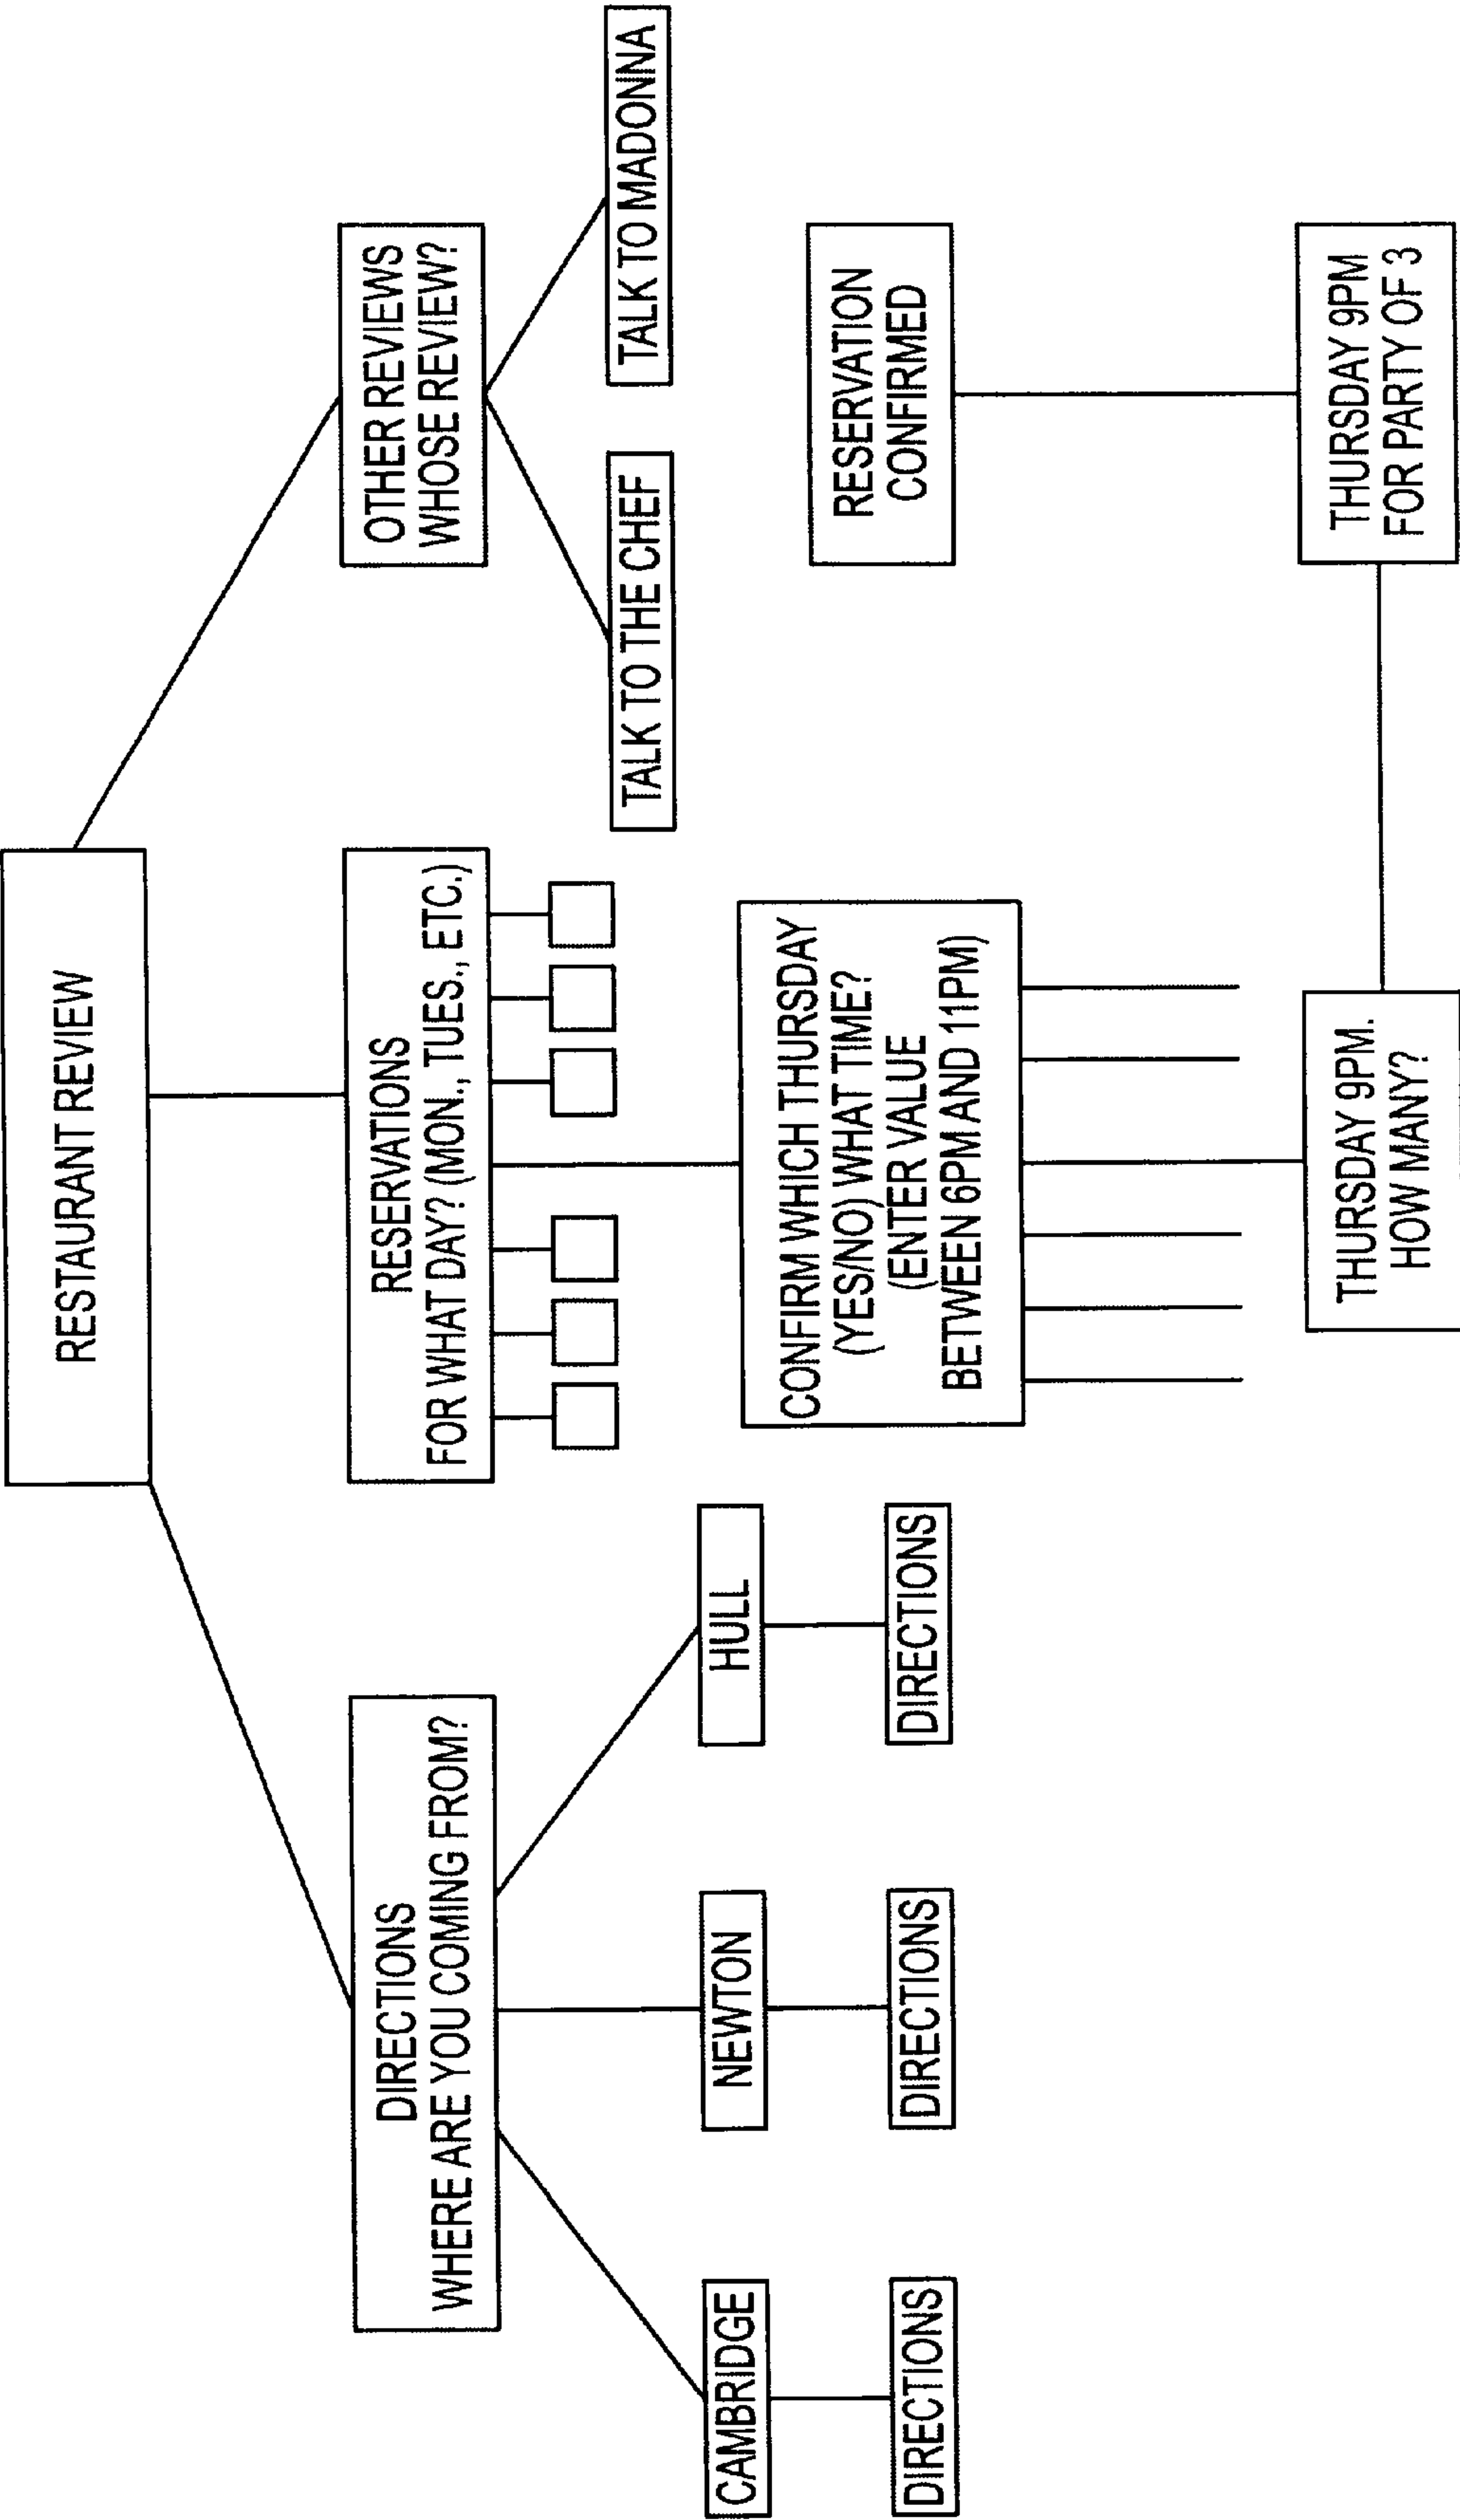 RESTAURANT REVIEW
DIRECTIONS
WHERE ARE YOU COMING FROM?
RESERVATIONS
FOR WHAT DAY? (MON., TUES., ETC.)
OTHER REVIEWS
WHOSE REVIEW?
CAMBRIDGE
NEWTON
HULL
DIRECTIONS
DIRECTIONS
DIRECTIONS
TALK TO THE CHEF
TALK TO MADONNA
CONFIRM WHICH THURSDAY
(YES/NO) WHAT TIME?
(ENTER VALUE
BETWEEN 6PM AND 11PM)
RESERVATION
CONFIRMED
THURSDAY 9PM.
HOW MANY?
THURSDAY 9PM
FOR PARTY OF 3